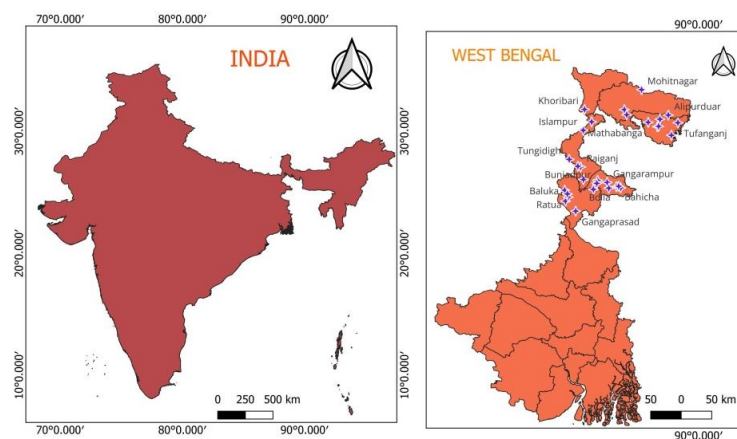 70°0.000' 80°0.000' 90°0.000'
90°0.000'
INDIA
WEST BENGAL
Mohitnagar
Khoribari
Alipurduar
Islampur
Mathabanga
Tufanganj
Tungidigh
Raiganj
Buniadpur
Gangarampur
Baluka
Bolla
Bahicha
Ratua
Gangaprasad
30°0.000'
20°0.000'
10°0.000'
30°0.000'
20°0.000'
10°0.000'
0 250 500 km
50 0 50 km
70°0.000' 80°0.000' 90°0.000'
90°0.000'